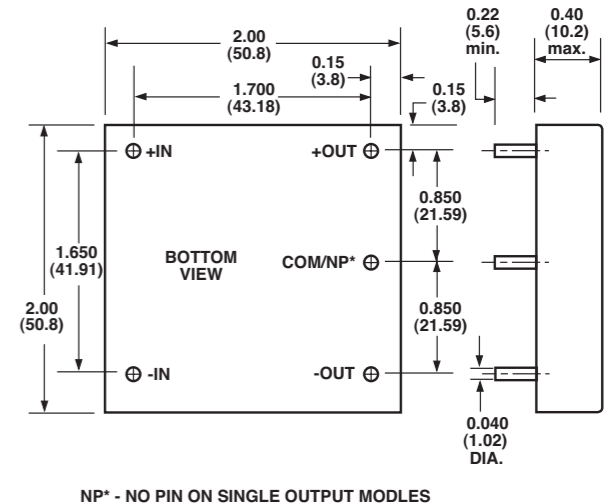 2.00
(50.8)
0.15
(3.8)
1.700
(43.18)
0.15
(3.8)
0.22
(5.6)
min.
0.40
(10.2)
max.
+IN
+OUT
0.850
(21.59)
1.650
(41.91)
BOTTOM
VIEW
COM/NP*
2.00
(50.8)
0.850
(21.59)
-IN
-OUT
0.040
(1.02)
DIA.
NP* - NO PIN ON SINGLE OUTPUT MODLES